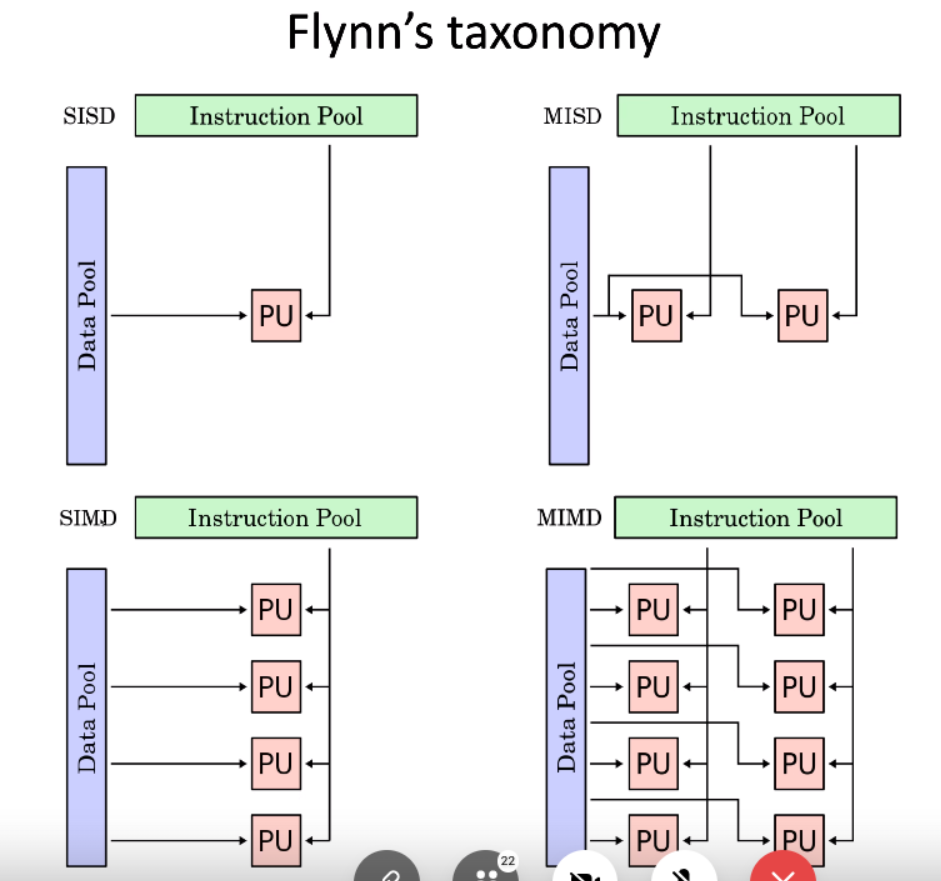 Flynn's taxonomy
SISD Instruction Pool
Data Pool
PU
MISD Instruction Pool
Data Pool
PU PU
SIMD Instruction Pool
Data Pool
PU
PU
PU
PU
MIMD Instruction Pool
Data Pool
PU PU
PU PU
PU PU
PU PU
22